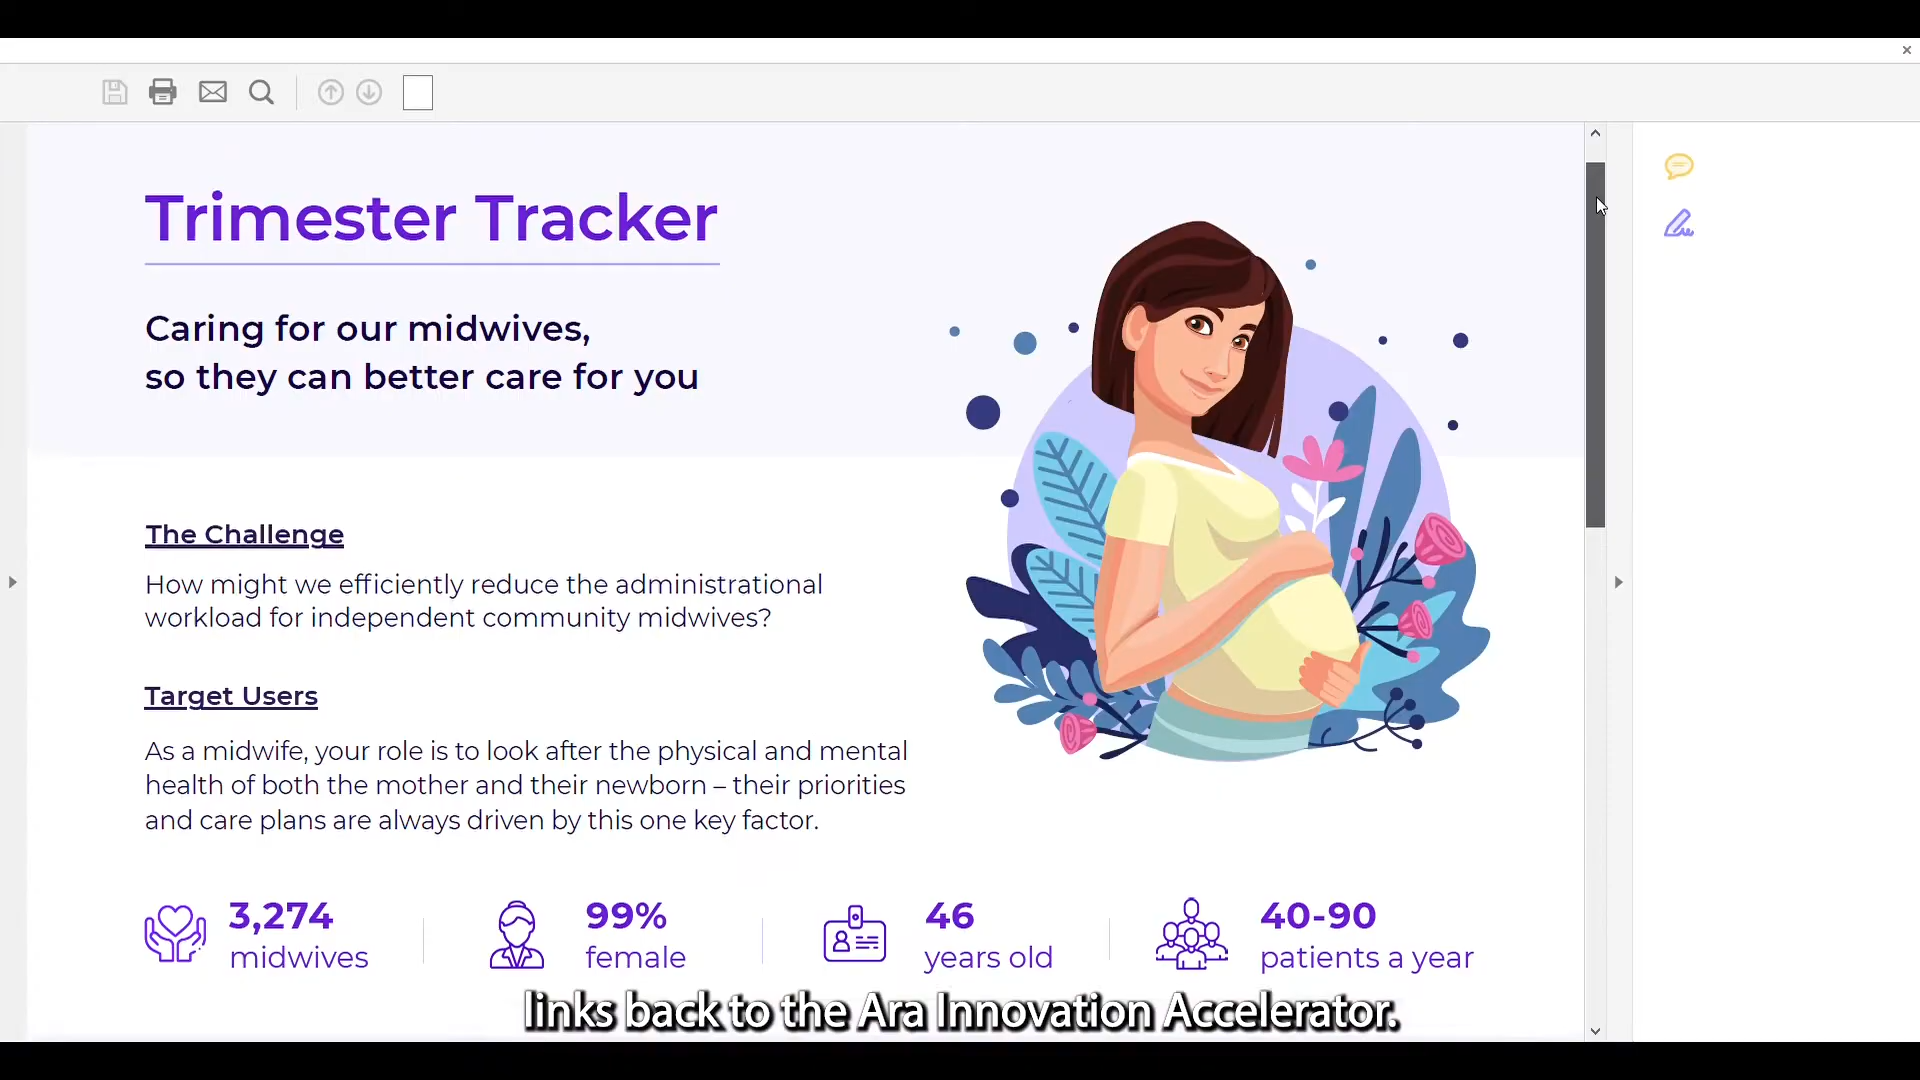 Trimester Tracker
Caring for our midwives,
so they can better care for you
The Challenge
How might we efficiently reduce the administrational
workload for independent community midwives?
Target Users
As a midwife, your role is to look after the physical and mental
health of both the mother and their newborn – their priorities
and care plans are always driven by this one key factor.
3,274
midwives
99%
female
46
years old
40-90
patients a year
links back to the Ara Innovation Accelerator.